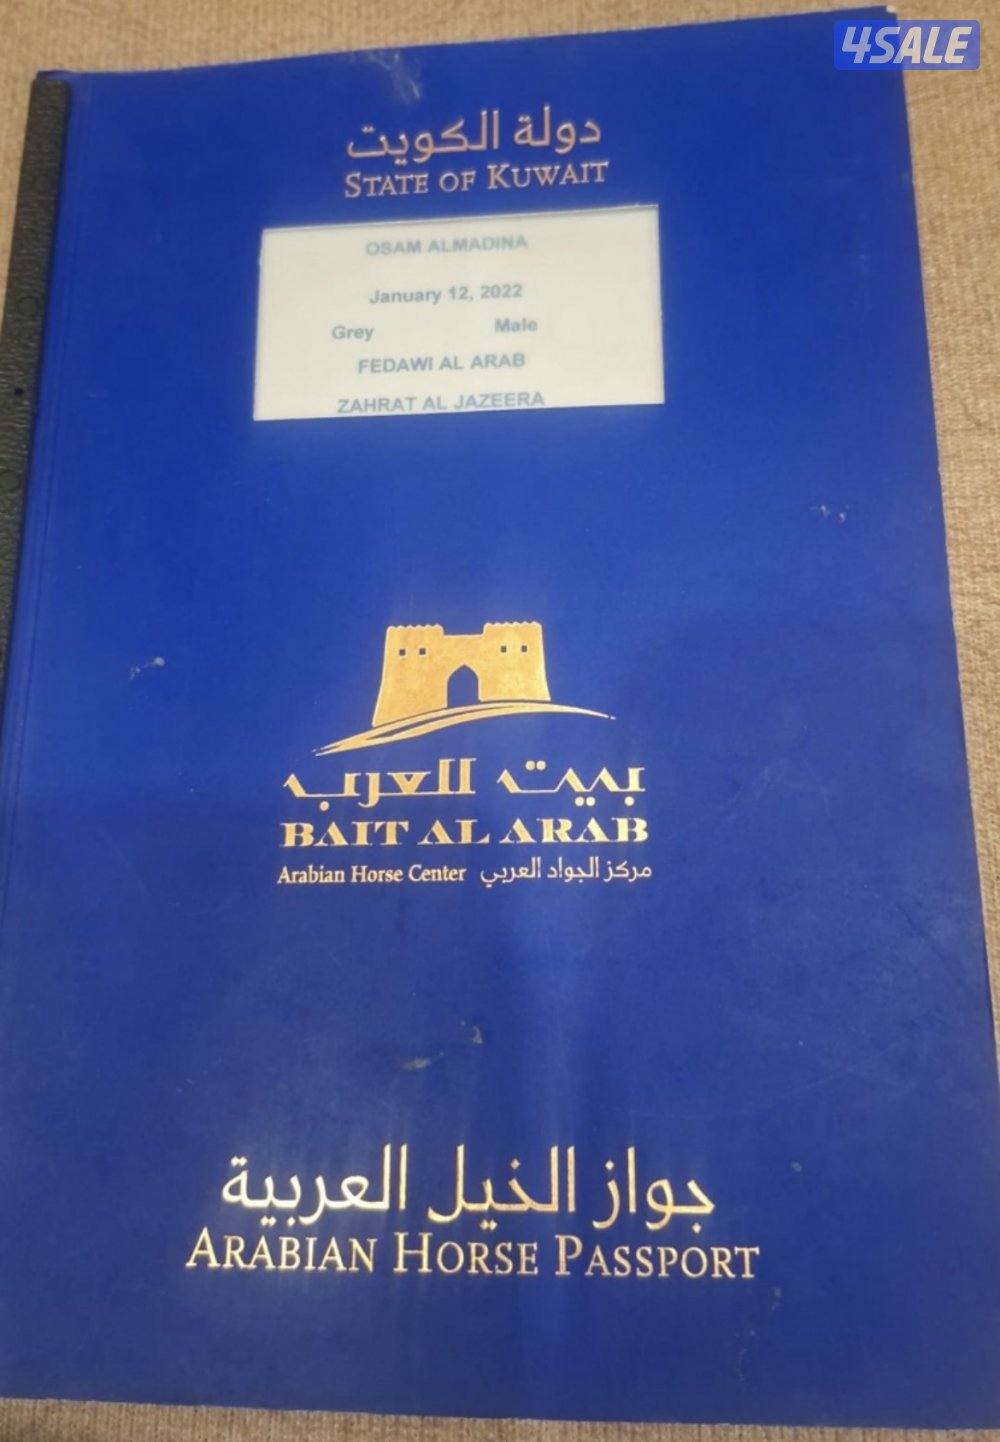 4SALE
دولة الكويت
STATE OF KUWAIT
OSAM ALMADINA
January 12, 2022
Grey Male
FEDAWI AL ARAB
ZAHRAT AL JAZEERA
بيت العرب
BAIT AL ARAB
Arabian Horse Center مركز الجواد العربي
جواز الخيل العربية
ARABIAN HORSE PASSPORT